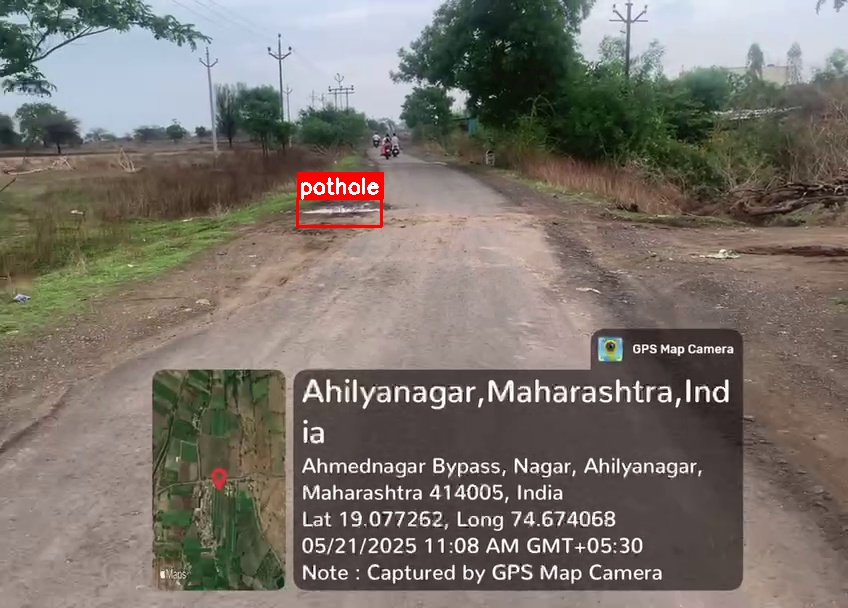 pothole
GPS Map Camera
Ahilyanagar,Maharashtra,Ind
ia
Ahmednagar Bypass, Nagar, Ahilyanagar,
Maharashtra 414005, India
Lat 19.077262, Long 74.674068
05/21/2025 11:08 AM GMT+05:30
Note : Captured by GPS Map Camera
Maps